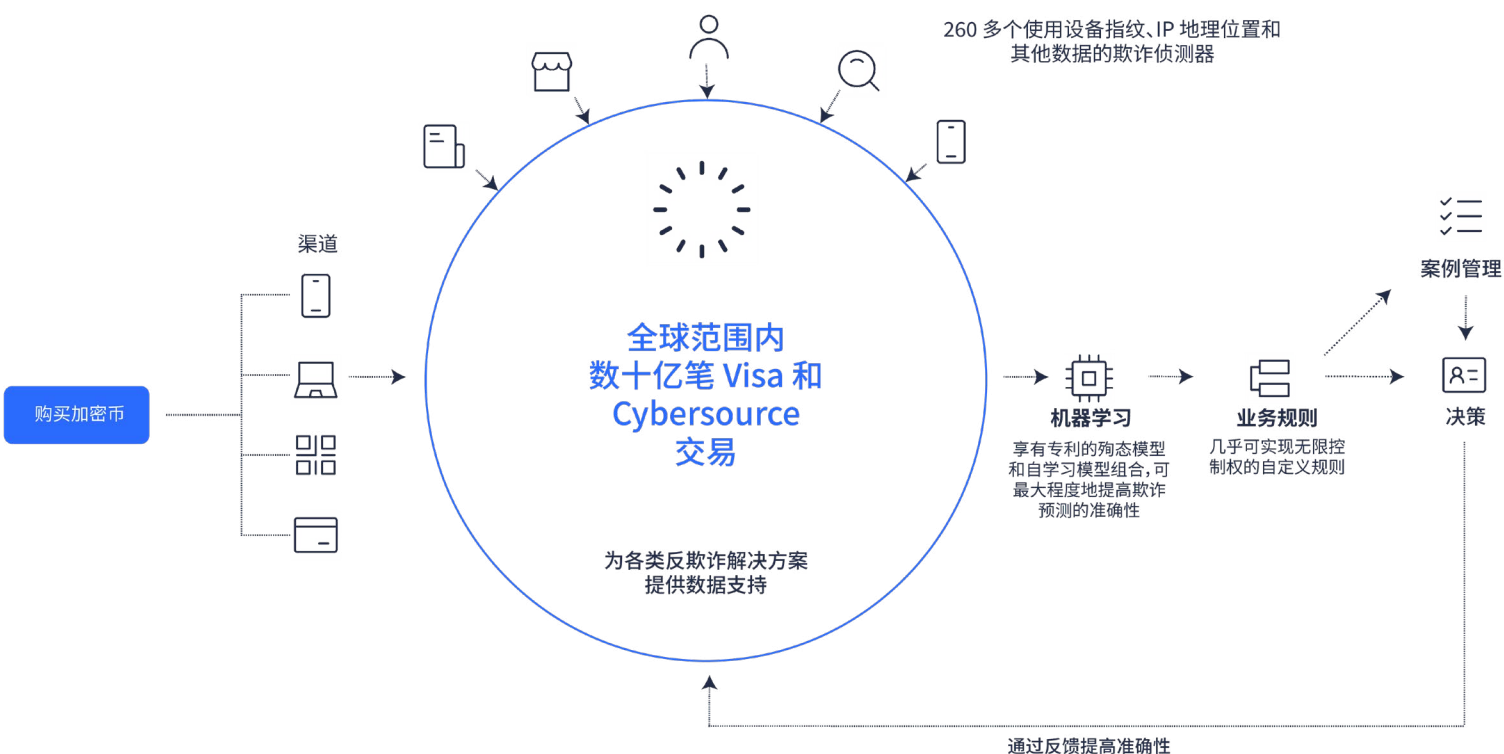 260 多个使用设备指纹、IP 地理位置和
其他数据的欺诈侦测器
渠道
购买加密币
全球范围内
数十亿笔 Visa 和
Cybersource
交易
为各类反欺诈解决方案
提供数据支持
机器学习
享有专利的殉态模型
和自学习模型组合,可
最大程度地提高欺诈
预测的准确性
业务规则
几乎可实现无限控
制权的自定义规则
案例管理
决策
通过反馈提高准确性